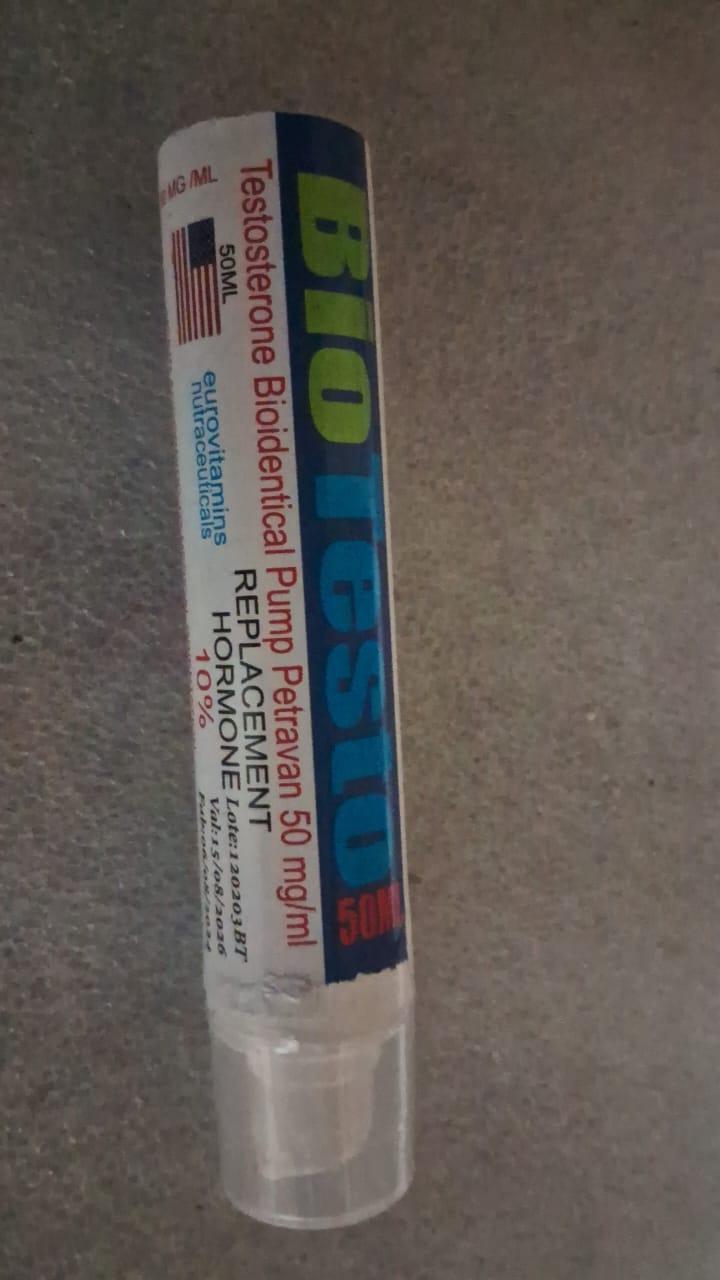 BioTesto
50ML
Testosterone Bioidentical Pump Petravan 50 mg/ml
REPLACEMENT
HORMONE
10%
50ML
MG /ML
eurovitamins
nutraceuticals
Lote:120203BT
Val:15/08/2026